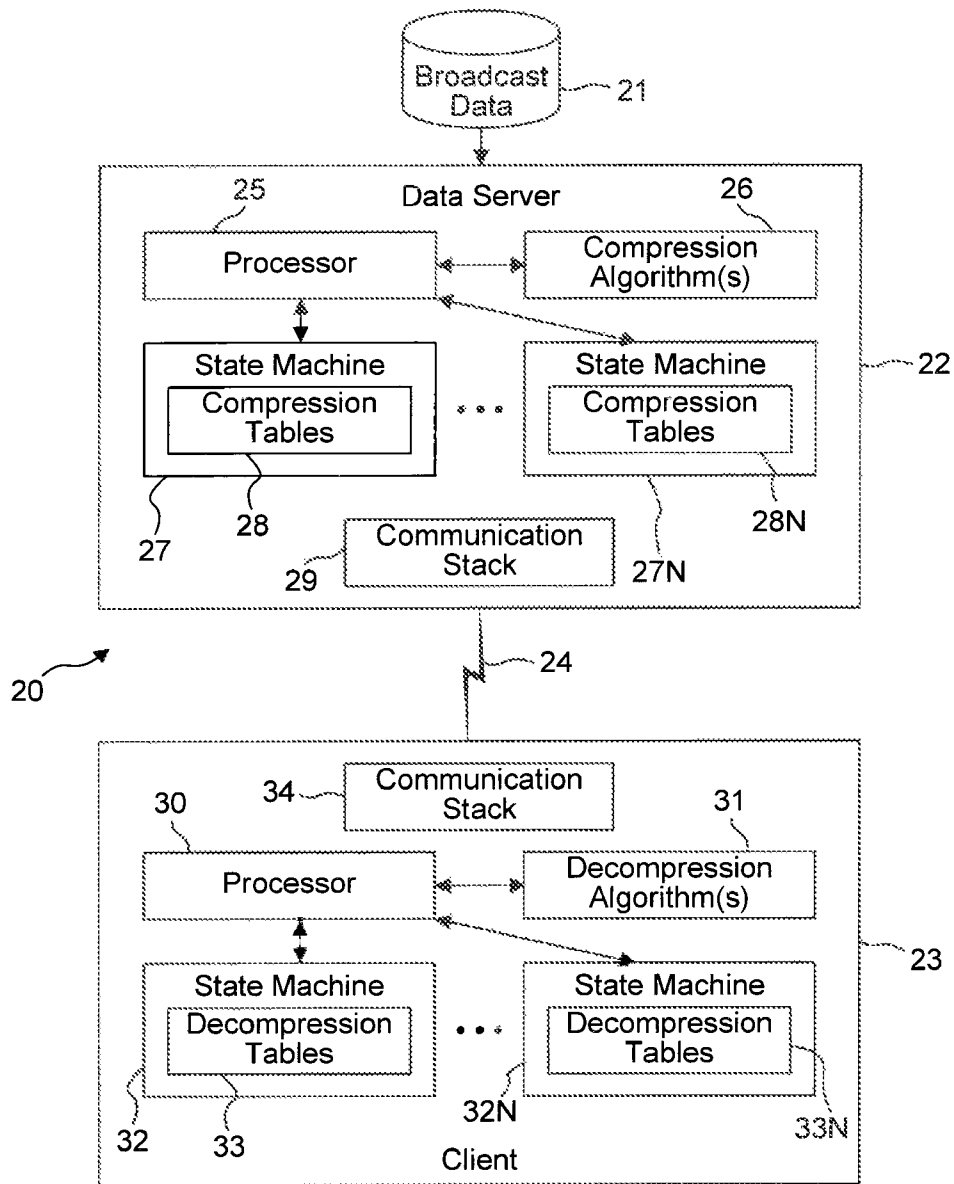 Broadcast
Data
21
Data Server
25
26
Processor
Compression
Algorithm(s)
State Machine
Compression
Tables
State Machine
Compression
Tables
22
27
28
28N
27N
29
Communication
Stack
24
20
34
Communication
Stack
30
31
Processor
Decompression
Algorithm(s)
23
State Machine
Decompression
Tables
State Machine
Decompression
Tables
32
33
32N
33N
Client